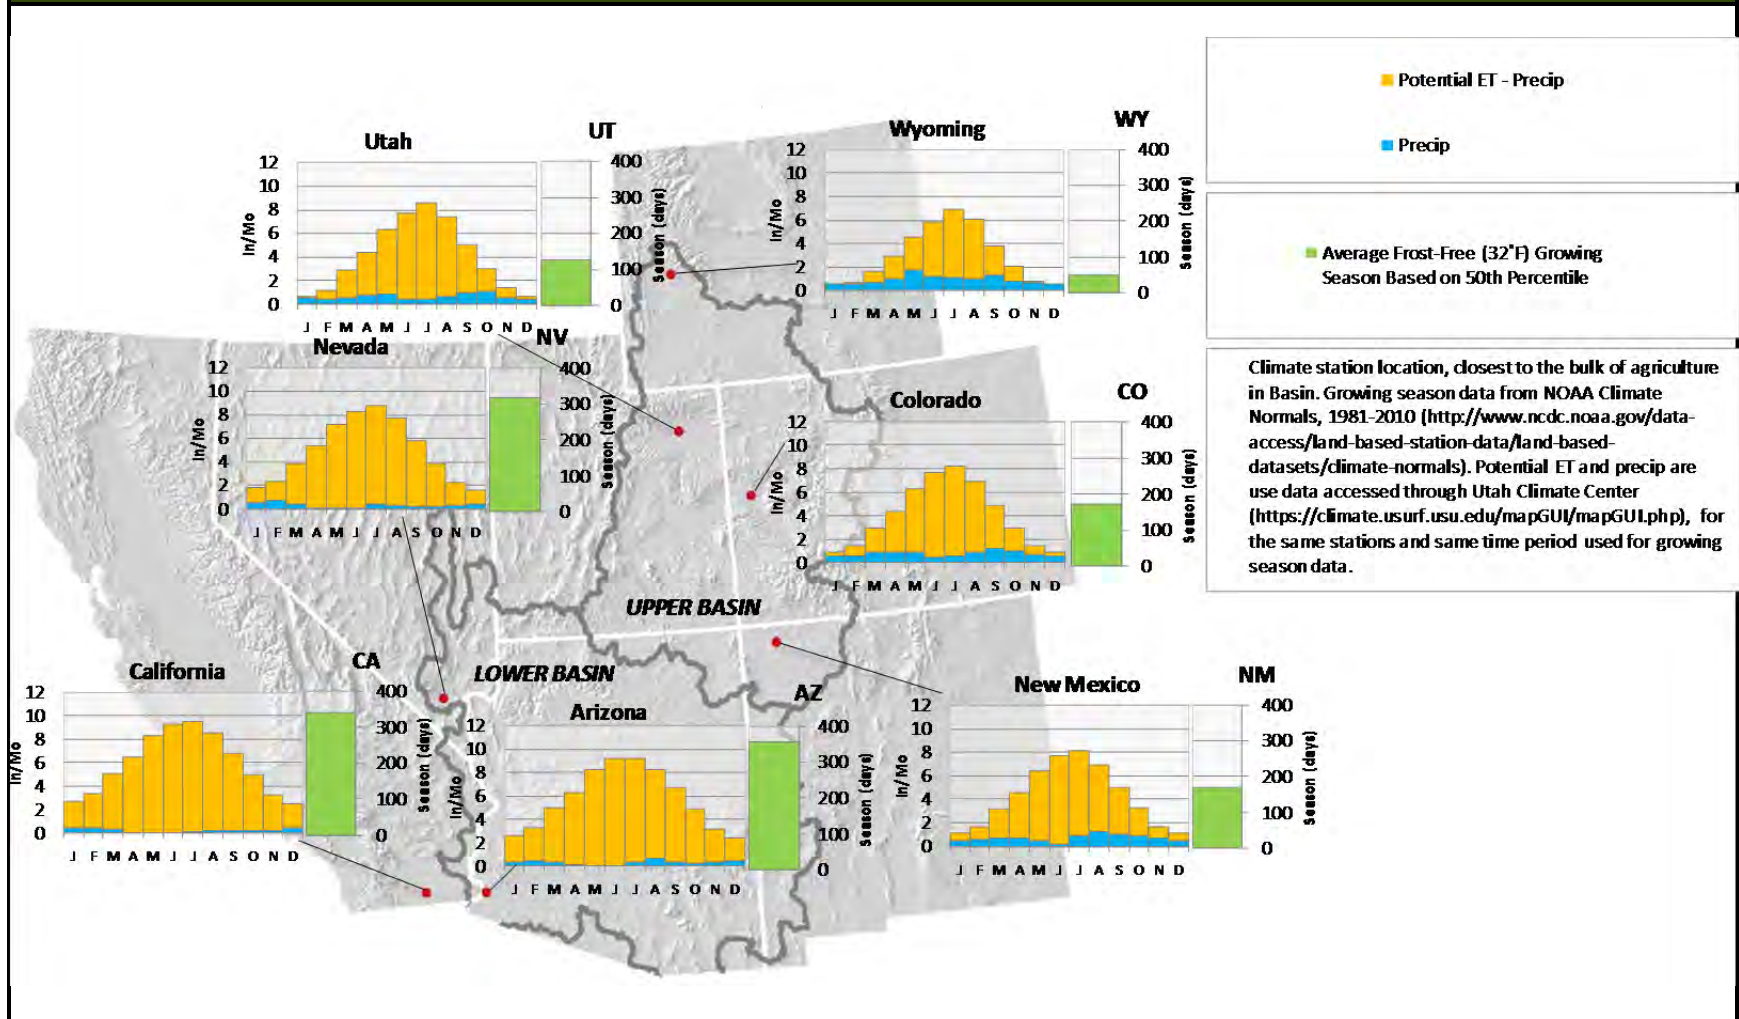 Potential ET - Precip
Precip
Average Frost-Free (32°F) Growing
Season Based on 50th Percentile
Climate station location, closest to the bulk of agriculture
in Basin. Growing season data from NOAA Climate
Normals, 1981-2010 (http://www.ncdc.noaa.gov/data-
access/land-based-station-data/land-based-
datasets/climate-normals). Potential ET and precip are
use data accessed through Utah Climate Center
(https://climate.usurf.usu.edu/mapGUI/mapGUI.php), for
the same stations and same time period used for growing
season data.
Utah
UT
In/Mo
12
10
8
6
4
2
0
J F M A M J J A S O N D
400
300
200
100
0
Season (days)
Wyoming
WY
In/Mo
12
10
8
6
4
2
0
J F M A M J J A S O N D
400
300
200
100
0
Season (days)
Nevada
NV
In/Mo
12
10
8
6
4
2
0
J F M A M J J A S O N D
400
300
200
100
0
Season (days)
Colorado
CO
In/Mo
12
10
8
6
4
2
0
J F M A M J J A S O N D
400
300
200
100
0
Season (days)
UPPER BASIN
LOWER BASIN
California
CA
In/Mo
12
10
8
6
4
2
0
J F M A M J J A S O N D
400
300
200
100
0
Season (days)
Arizona
AZ
In/Mo
12
10
8
6
4
2
0
J F M A M J J A S O N D
400
300
200
100
0
Season (days)
New Mexico
NM
In/Mo
12
10
8
6
4
2
0
J F M A M J J A S O N D
400
300
200
100
0
Season (days)